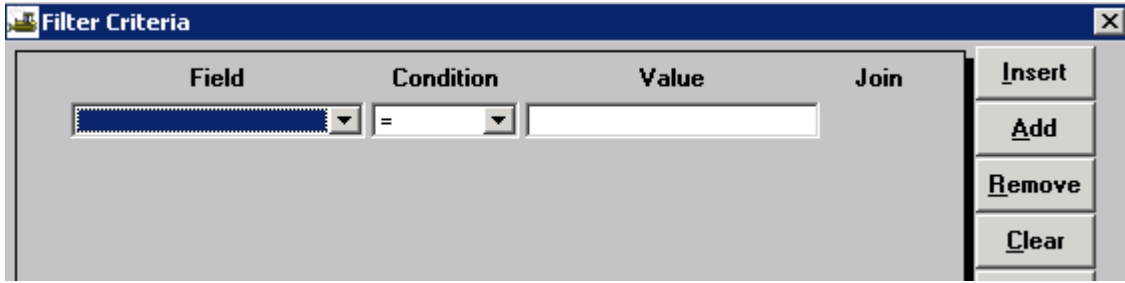 Filter Criteria
Field Condition Value Join
=
Insert
Add
Remove
Clear